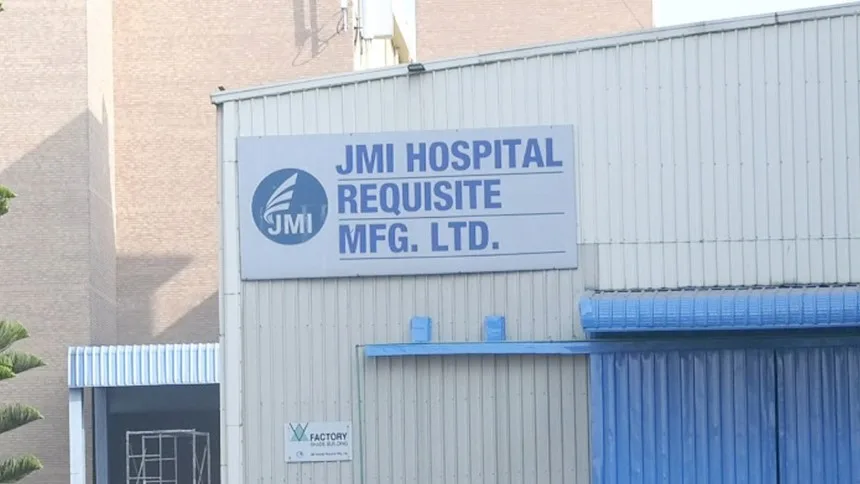 JMI HOSPITAL
REQUISITE
MFG. LTD.
JMI
FACTORY